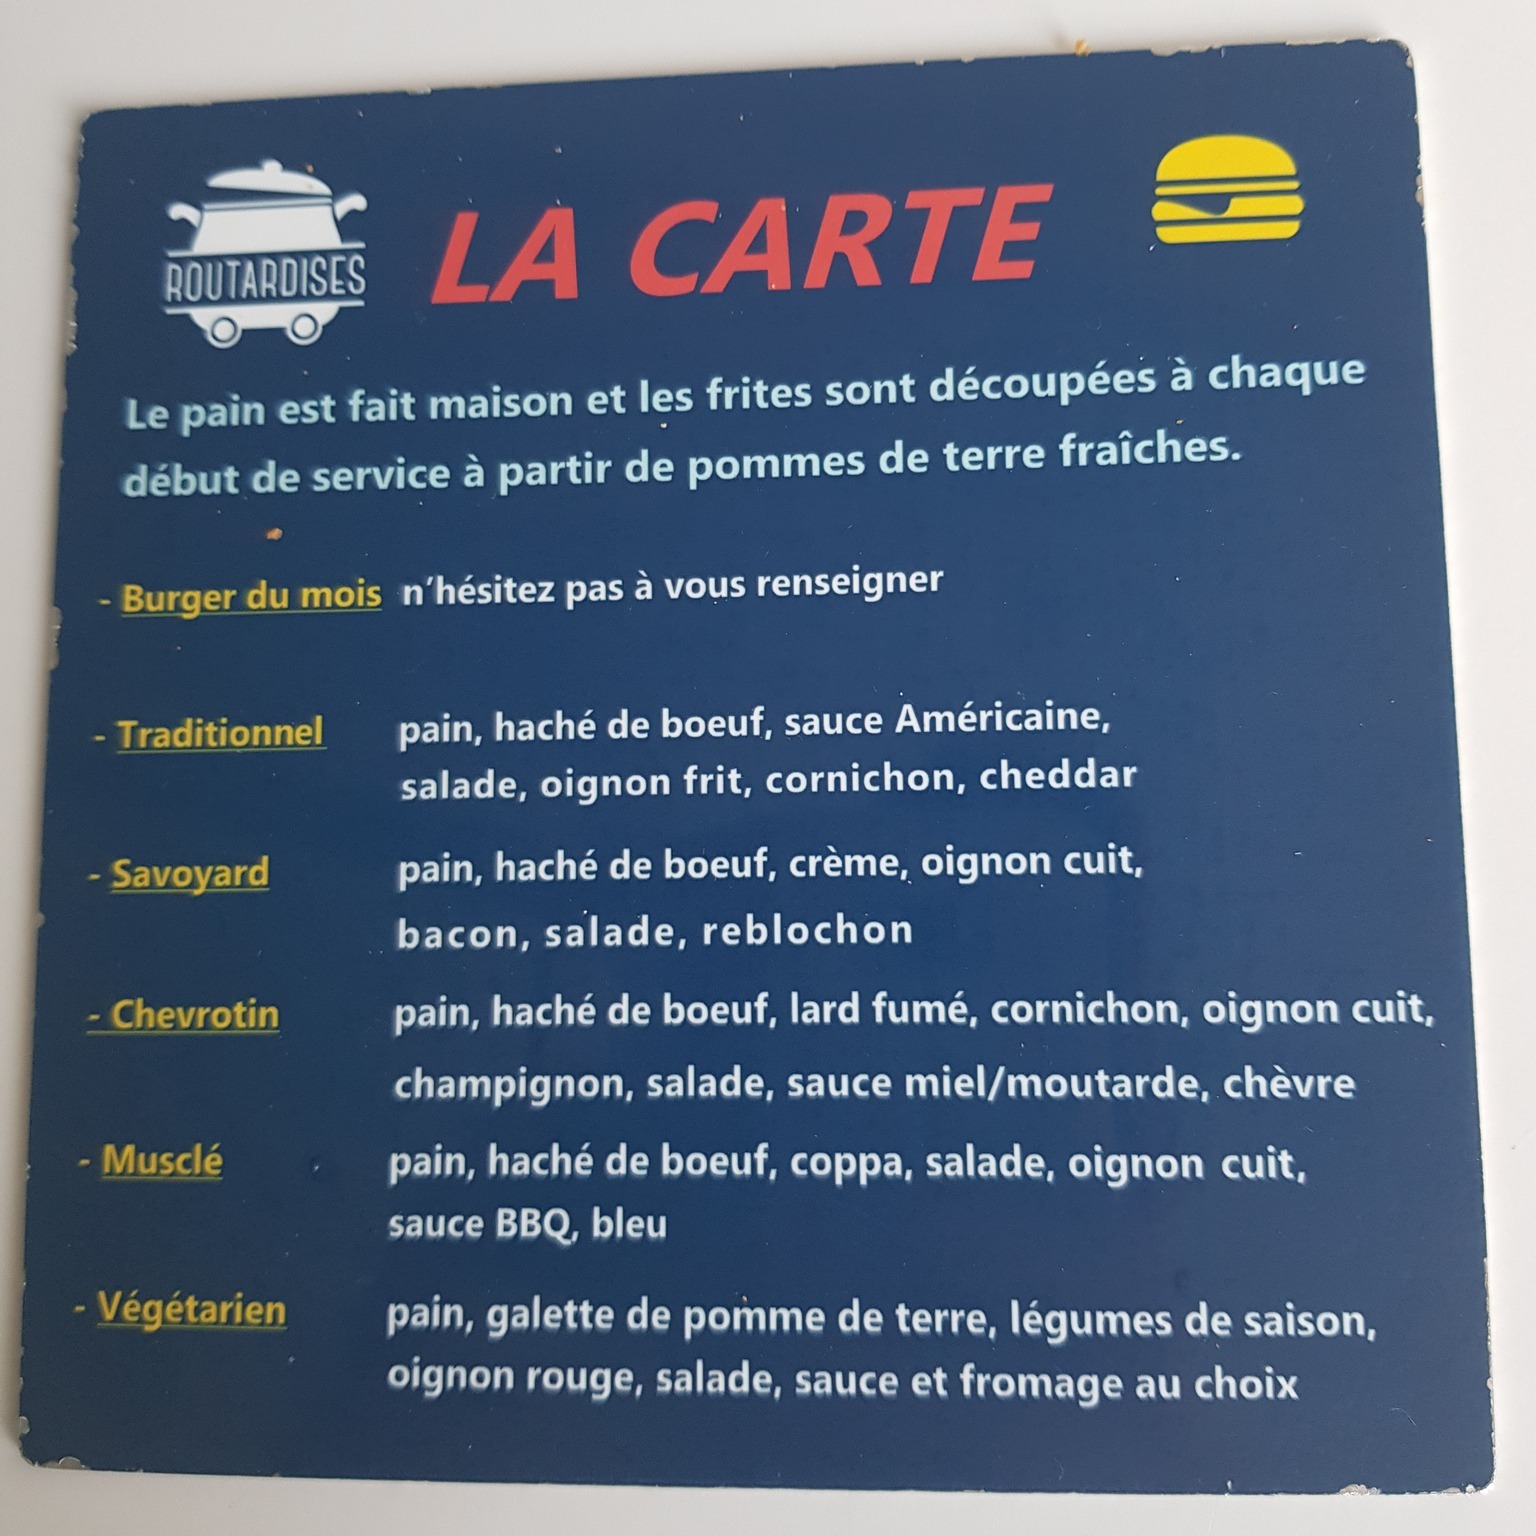 ROUTARDISES
LA CARTE
Le pain est fait maison et les frites sont découpées à chaque
début de service à partir de pommes de terre fraîches.
- Burger du mois n'hésitez pas à vous renseigner
- Traditionnel pain, haché de boeuf, sauce Américaine,
salade, oignon frit, cornichon, cheddar
- Savoyard pain, haché de boeuf, crème, oignon cuit,
bacon, salade, reblochon
- Chevrotin pain, haché de boeuf, lard fumé, cornichon, oignon cuit,
champignon, salade, sauce miel/moutarde, chèvre
- Musclé pain, haché de boeuf, coppa, salade, oignon cuit,
sauce BBQ, bleu
- Végétarien pain, galette de pomme de terre, légumes de saison,
oignon rouge, salade, sauce et fromage au choix